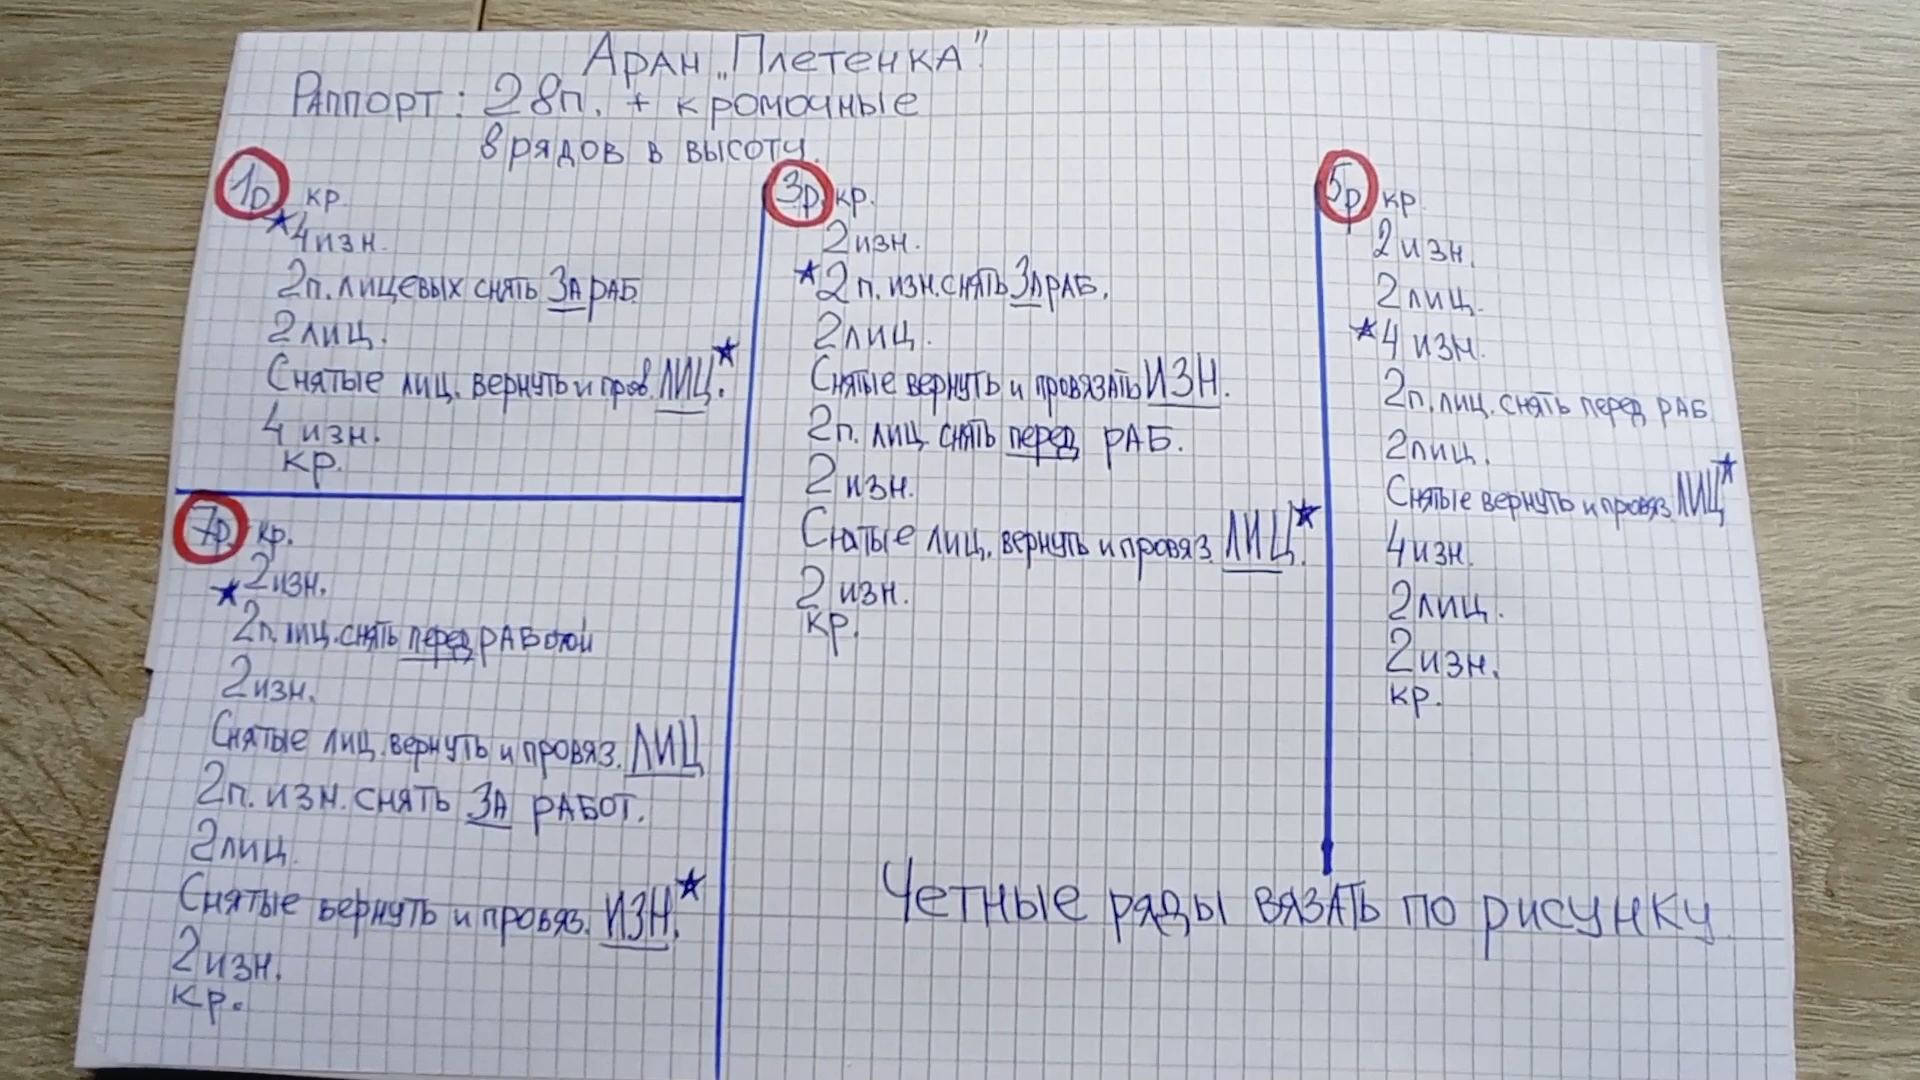 Аран „Плетенка"
Раппорт: 28п. + кромочные
8 рядов в высоту.
1р. кр.
*4 изн.
2п. лицевых снять ЗА раб.
2 лиц.
Снятые лиц. вернуть и пров. ЛИЦ.*
4 изн.
кр.
7р. кр.
2 изн.
*2п. лиц. снять перед работой
2 изн.
Снятые лиц. вернуть и провяз. ЛИЦ
2п. изн. снять ЗА работ.
2 лиц.
Снятые вернуть и провяз. ИЗН.*
2 изн.
кр.
3р. кр.
2 изн.
*2 п. изн. снять ЗА раб.
2 лиц.
Снятые вернуть и провязать ИЗН.
2п. лиц снять перед раб.
2 изн.
Снятые лиц. вернуть и провяз. ЛИЦ.*
2 изн.
кр.
5р. кр.
2 изн.
2 лиц.
*4 изн.
2п. лиц. снять перед раб.
2 лиц.
Снятые вернуть и провяз. ЛИЦ*
4 изн.
2 лиц.
2 изн.
кр.
Четные ряды вязать по рисунку